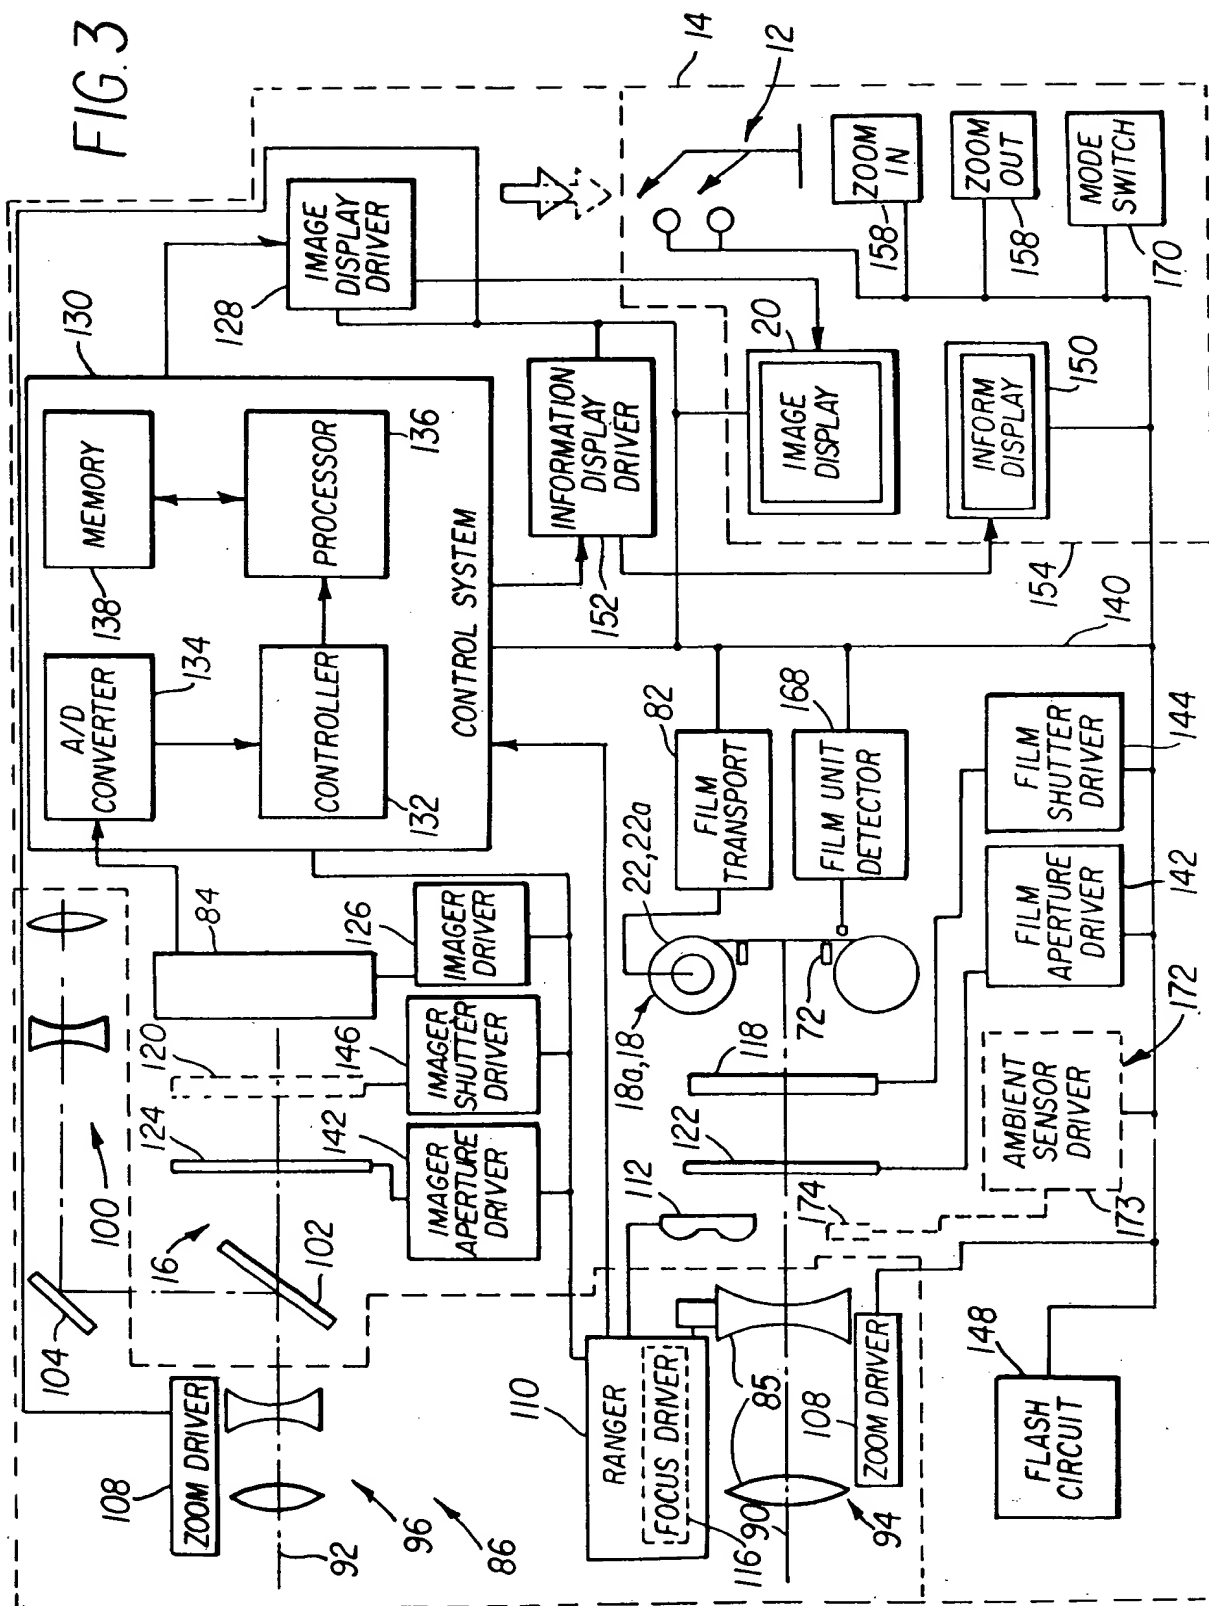 FIG. 3
14
12
130
128
IMAGE
DISPLAY
DRIVER
ZOOM
IN
158
ZOOM
OUT
158
MODE
SWITCH
170
MEMORY
138
PROCESSOR
136
A/D
CONVERTER
134
CONTROLLER
132
CONTROL SYSTEM
INFORMATION
DISPLAY
DRIVER
152
20
IMAGE
DISPLAY
INFORM
DISPLAY
150
154
140
84
126
IMAGER
DRIVER
120
146
IMAGER
SHUTTER
DRIVER
124
142
IMAGER
APERTURE
DRIVER
100
16
102
104
82
FILM
TRANSPORT
168
FILM UNIT
DETECTOR
22,22a
18a,18
72
118
122
112
174
144
FILM
SHUTTER
DRIVER
142
FILM
APERTURE
DRIVER
172
AMBIENT
SENSOR
DRIVER
173
108
ZOOM DRIVER
92
96
86
110
RANGER
FOCUS DRIVER
116
90
85
108
ZOOM DRIVER
94
148
FLASH
CIRCUIT